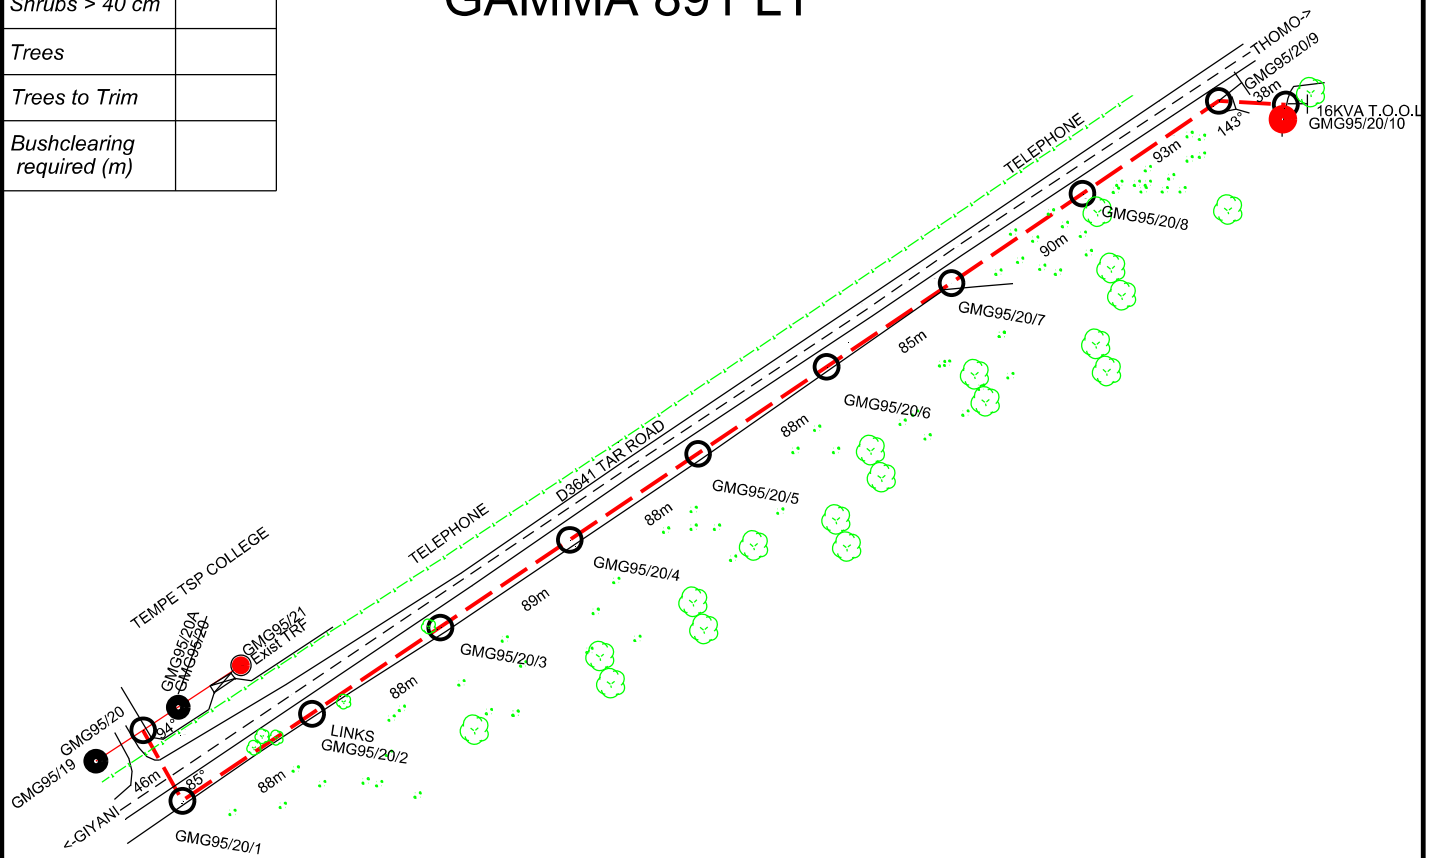 Shrubs > 40 cm
GAMMA 891 LT
Trees
Trees to Trim
Bushclearing
required (m)
THOMO->
GMG95/20/9
38m
16KVA T.O.O.L
GMG95/20/10
143°
TELEPHONE
93m
GMG95/20/8
90m
GMG95/20/7
85m
GMG95/20/6
88m
D3641 TAR ROAD
GMG95/20/5
88m
TELEPHONE
GMG95/20/4
89m
TEMPE TSP COLLEGE
GMG95/20A
GMG95/20
GMG95/21
Exist TRF
GMG95/20/3
88m
GMG95/20
94°
LINKS
GMG95/20/2
GMG95/19
46m
85°
88m
<-GIYANI
GMG95/20/1